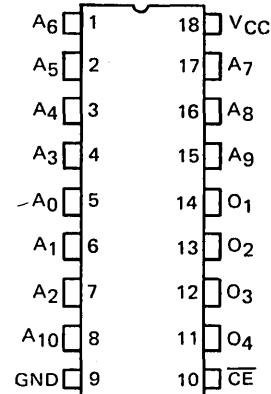 A6 1 18 VCC
A5 2 17 A7
A4 3 16 A8
A3 4 15 A9
A0 5 14 O1
A1 6 13 O2
A2 7 12 O3
A10 8 11 O4
GND 9 10 C̅E̅